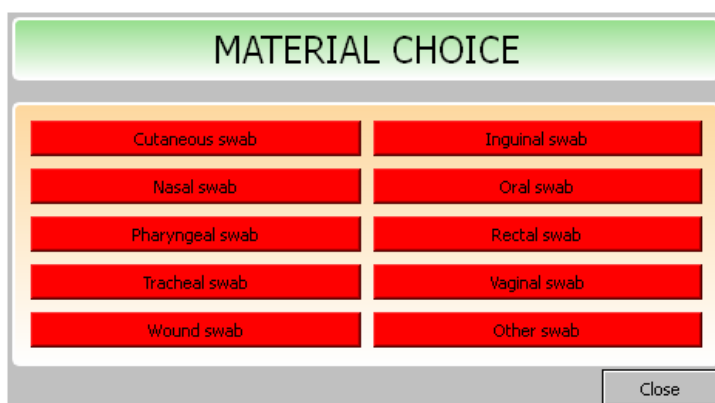 MATERIAL CHOICE
Cutaneous swab
Inguinal swab
Nasal swab
Oral swab
Pharyngeal swab
Rectal swab
Tracheal swab
Vaginal swab
Wound swab
Other swab
Close